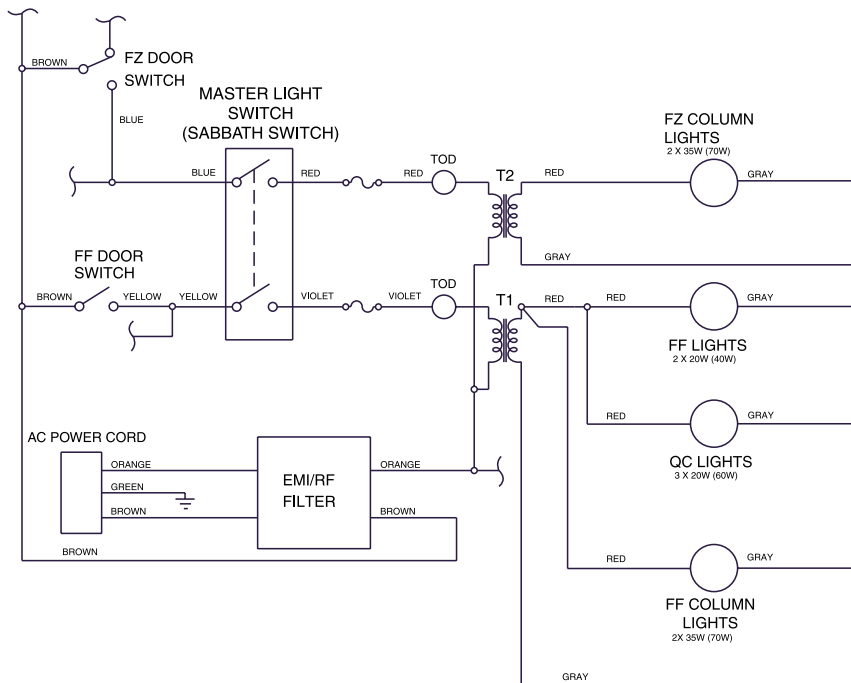 BROWN
FZ DOOR
SWITCH
BLUE
MASTER LIGHT
SWITCH
(SABBATH SWITCH)
BLUE
RED
RED
TOD
T2
RED
FZ COLUMN
LIGHTS
2 X 35W (70W)
GRAY
GRAY
FF DOOR
SWITCH
BROWN
YELLOW
YELLOW
VIOLET
VIOLET
TOD
T1
RED
RED
GRAY
FF LIGHTS
2 X 20W (40W)
RED
GRAY
QC LIGHTS
3 X 20W (60W)
AC POWER CORD
ORANGE
GREEN
BROWN
EMI/RF
FILTER
ORANGE
BROWN
BROWN
RED
GRAY
FF COLUMN
LIGHTS
2X 35W (70W)
GRAY